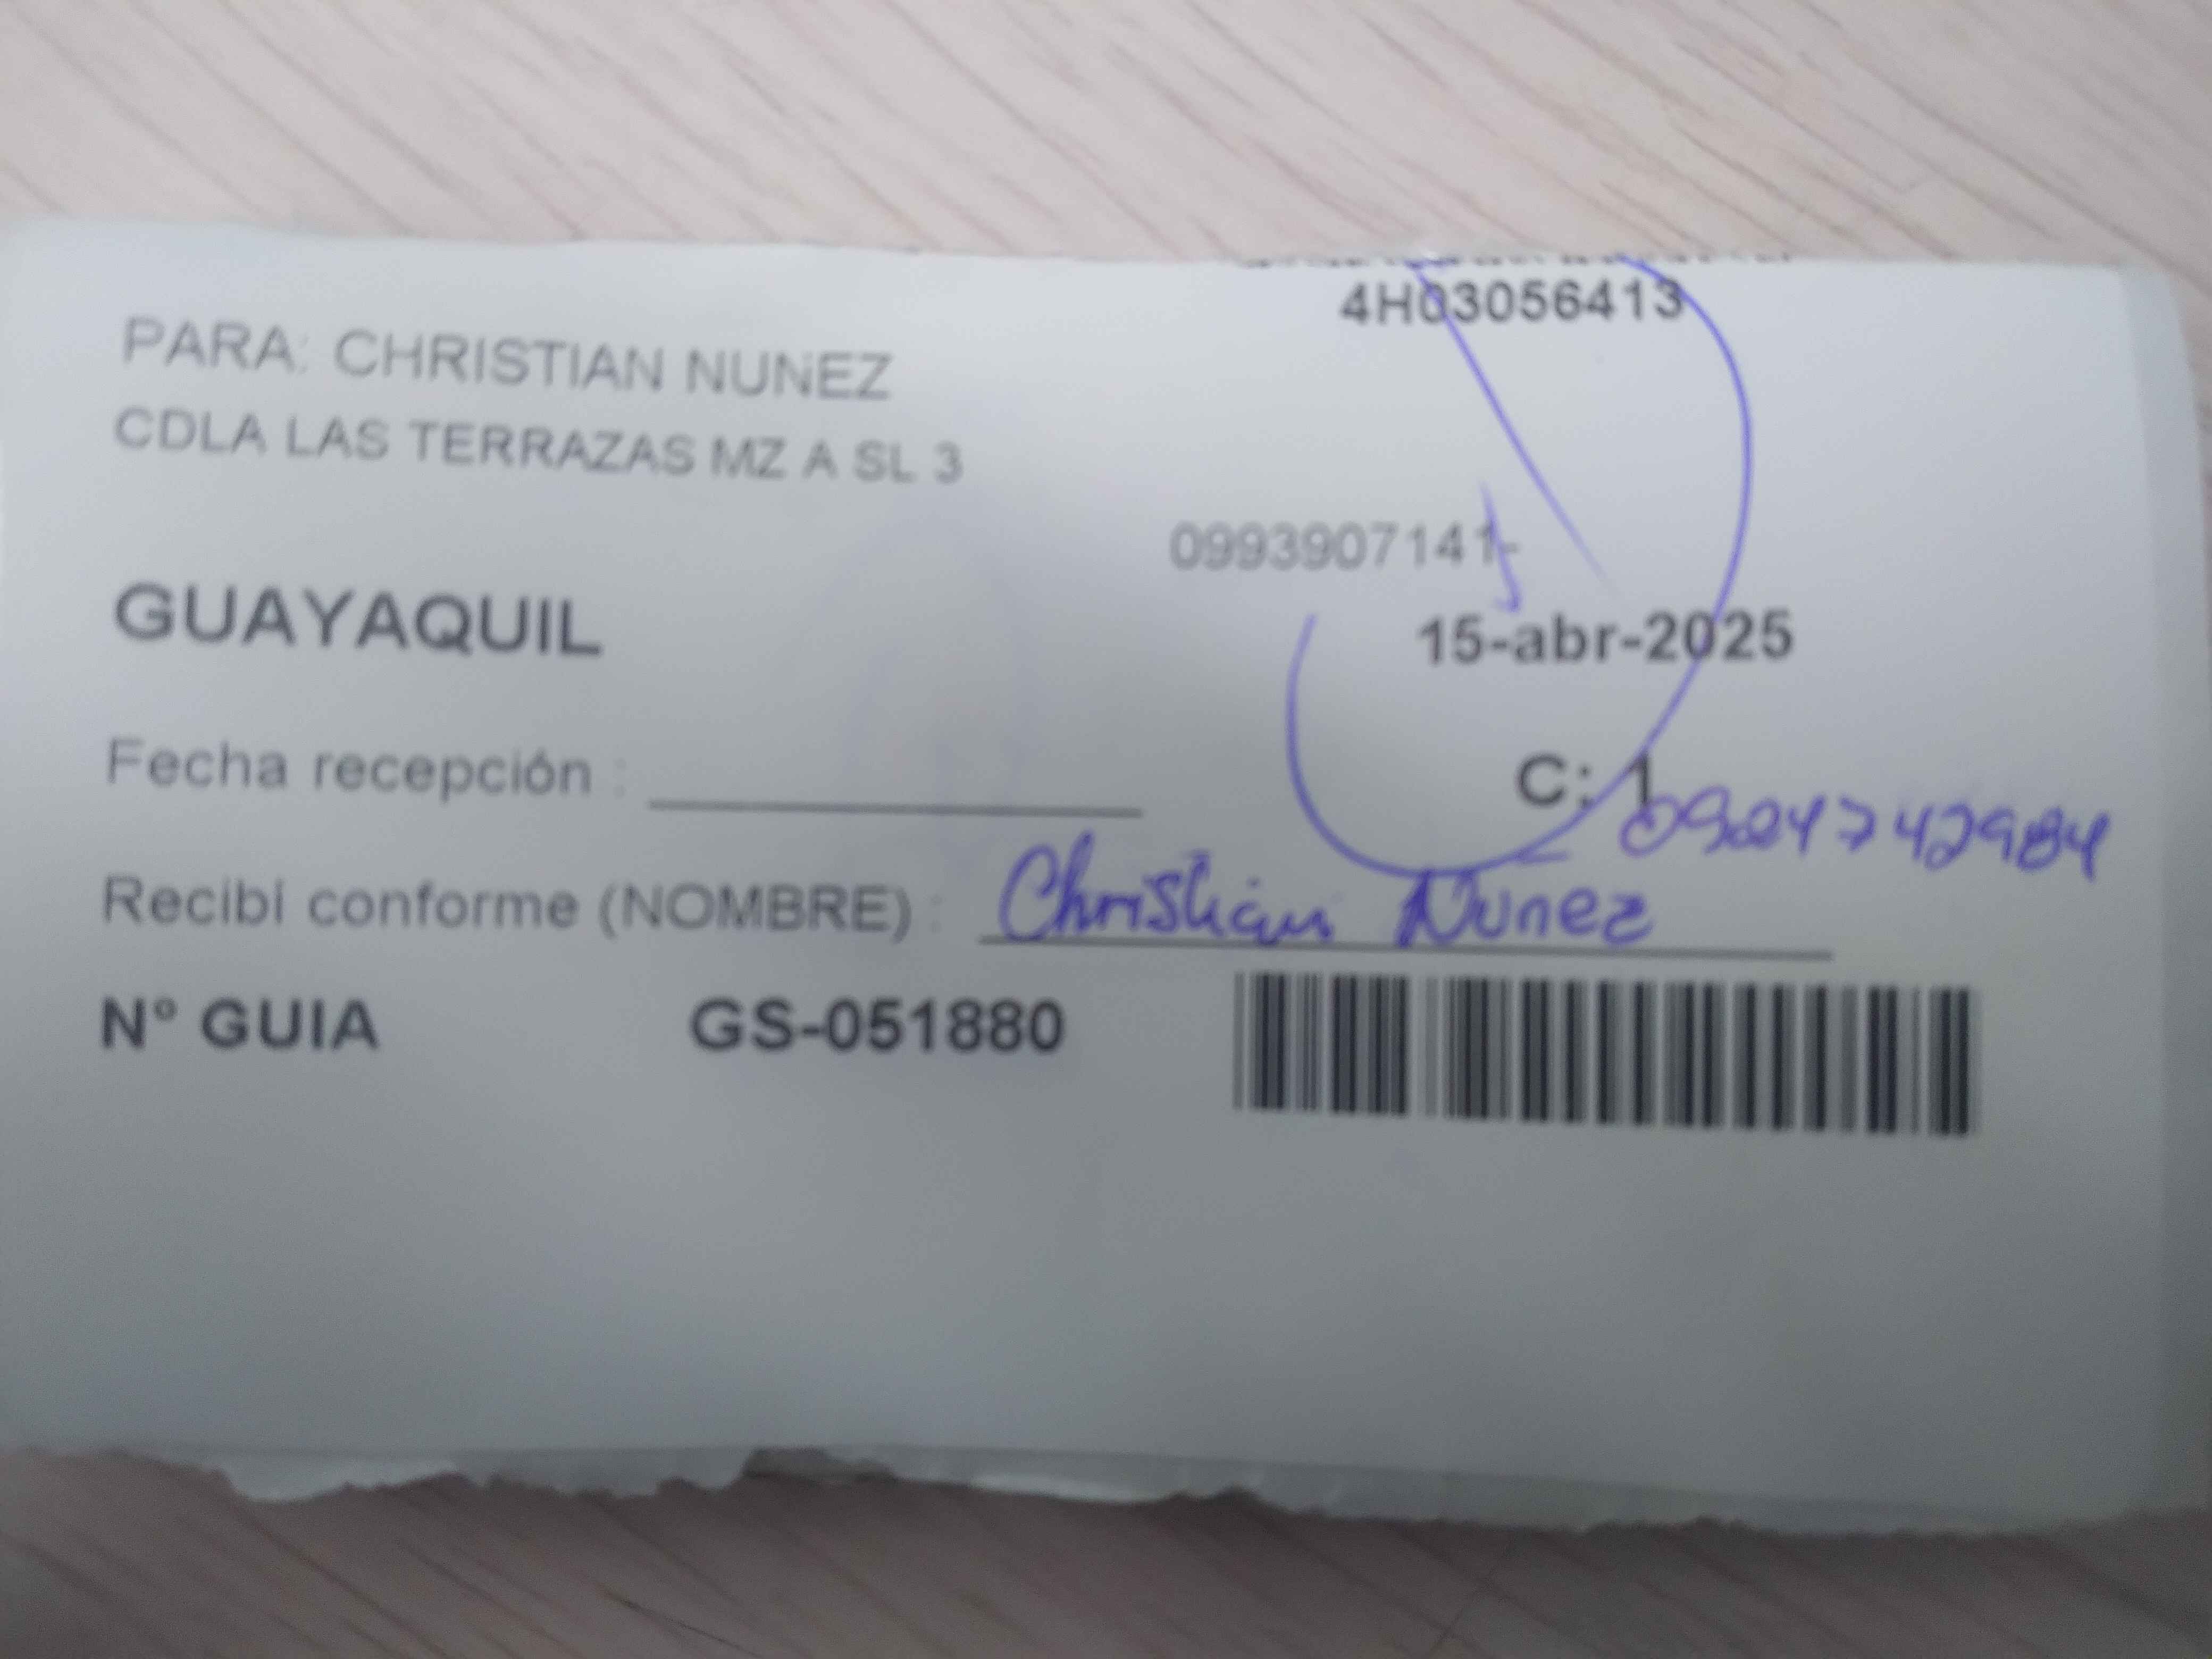 4H03056413
PARA: CHRISTIAN NUNEZ
CDLA LAS TERRAZAS MZ A SL 3
0993907141-
GUAYAQUIL
15-abr-2025
Fecha recepción :
C: 1
Recibí conforme (NOMBRE) : Christian Nunez
Nº GUIA GS-051880